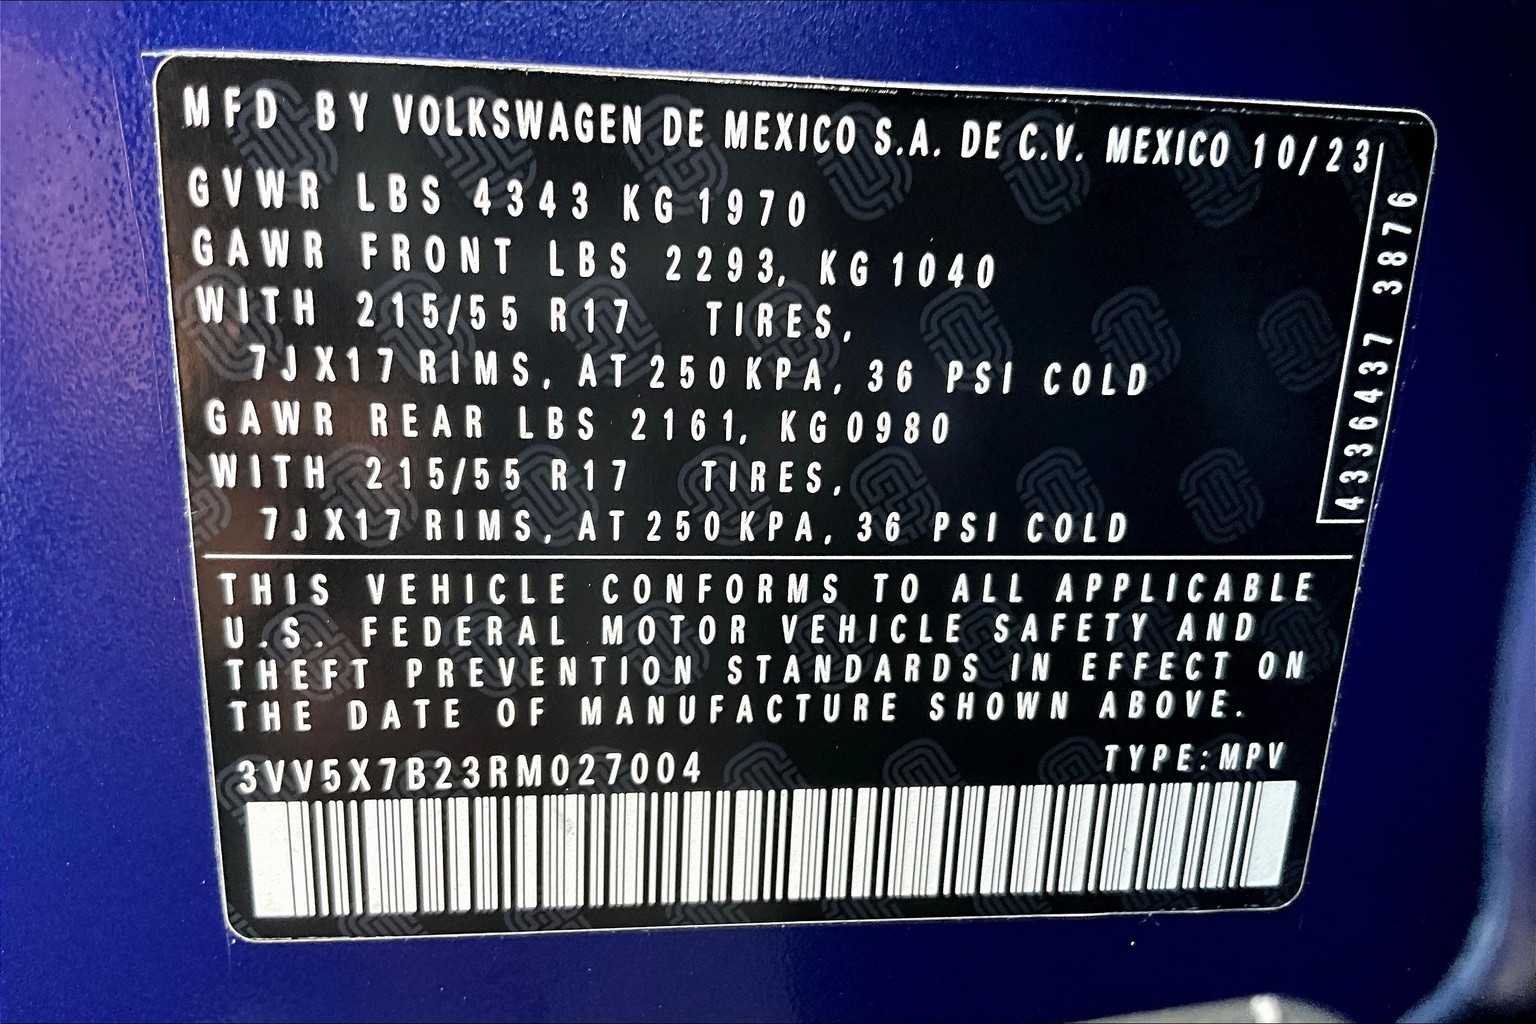 MFD BY VOLKSWAGEN DE MEXICO S.A. DE C.V. MEXICO 10/23
GVWR LBS 4343 KG 1970
GAWR FRONT LBS 2293, KG 1040
WITH 215/55 R17 TIRES,
7JX17 RIMS, AT 250 KPA, 36 PSI COLD
GAWR REAR LBS 2161, KG0980
WITH 215/55 R17 TIRES,
7JX17 RIMS, AT 250 KPA, 36 PSI COLD
4336437 3876
THIS VEHICLE CONFORMS TO ALL APPLICABLE
U.S. FEDERAL MOTOR VEHICLE SAFETY AND
THEFT PREVENTION STANDARDS IN EFFECT ON
THE DATE OF MANUFACTURE SHOWN ABOVE.
3VV5X7B23RM027004
TYPE:MPV